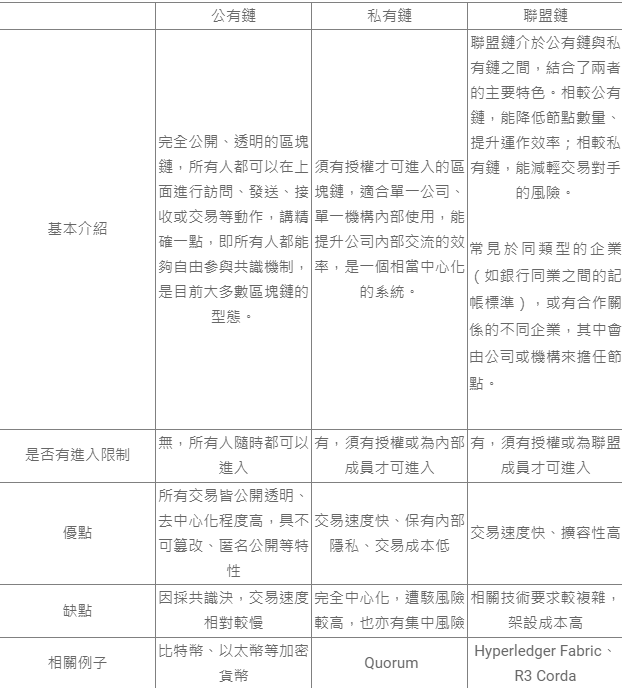 公有鏈 私有鏈 聯盟鏈
基本介紹
完全公開、透明的區塊
鏈，所有人都可以在上
面進行訪問、發送、接
收或交易等動作，講精
確一點，即所有人都能
夠自由參與共識機制，
是目前大多數區塊鏈的
型態。
須有授權才可進入的區
塊鏈，適合單一公司、
單一機構內部使用，能
提升公司內部交流的效
率，是一個相當中心化
的系統。
聯盟鏈介於公有鏈與私
有鏈之間，結合了兩者
的主要特色。相較公有
鏈，能降低節點數量、
提升運作效率；相較私
有鏈，能減輕交易對手
的風險。
常見於同類型的企業
（如銀行同業之間的記
帳標準），或有合作關
係的不同企業，其中會
由公司或機構來擔任節
點。
是否有進入限制
無，所有人隨時都可以
進入
有，須有授權或為內部
成員才可進入
有，須有授權或為聯盟
成員才可進入
優點
所有交易皆公開透明、
去中心化程度高，具不
可篡改、匿名公開等特
性
交易速度快、保有內部
隱私、交易成本低
交易速度快、擴容性高
缺點
因採共識決，交易速度
相對較慢
完全中心化，遭駭風險
較高，也亦有集中風險
相關技術要求較複雜，
架設成本高
相關例子
比特幣、以太幣等加密
貨幣
Quorum
Hyperledger Fabric、
R3 Corda